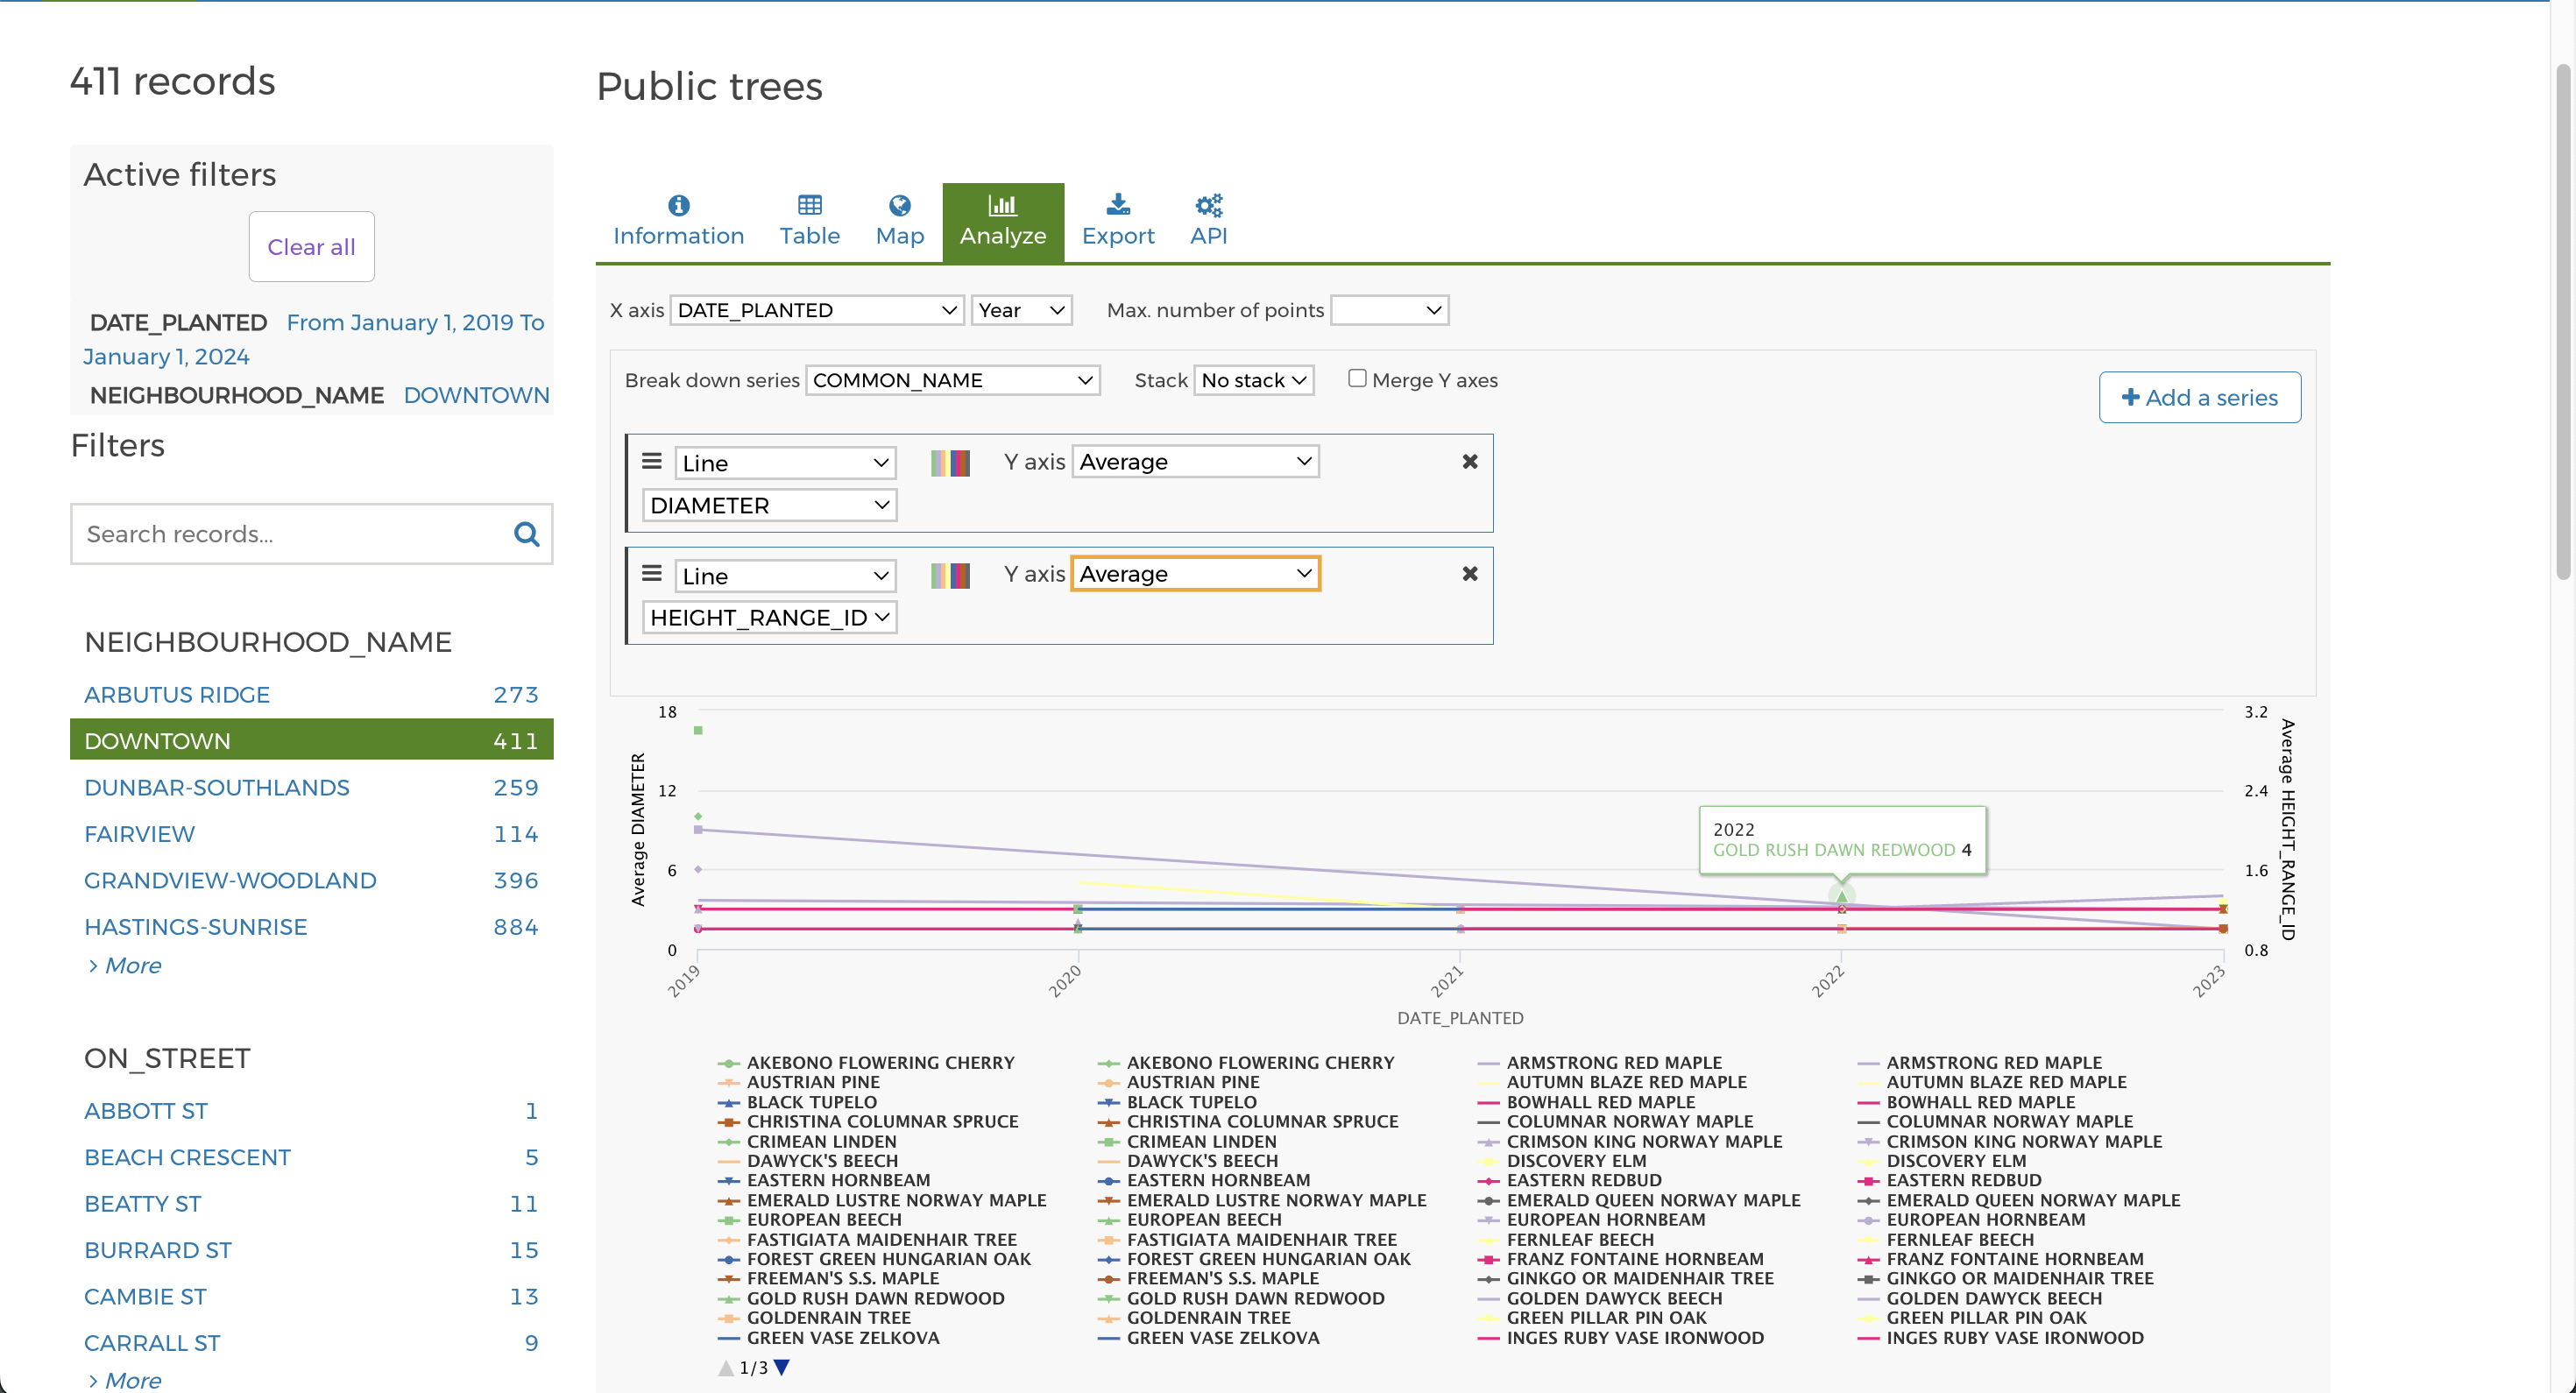 411 records
Active filters
Clear all
DATE_PLANTED From January 1, 2019 To
January 1, 2024
NEIGHBOURHOOD_NAME DOWNTOWN
Filters
Search records...
NEIGHBOURHOOD_NAME
ARBUTUS RIDGE 273
DOWNTOWN 411
DUNBAR-SOUTHLANDS 259
FAIRVIEW 114
GRANDVIEW-WOODLAND 396
HASTINGS-SUNRISE 884
> More
ON_STREET
ABBOTT ST 1
BEACH CRESCENT 5
BEATTY ST 11
BURRARD ST 15
CAMBIE ST 13
CARRALL ST 9
> More
Public trees
Information Table Map Analyze Export API
X axis DATE_PLANTED Year Max. number of points
Break down series COMMON_NAME Stack No stack Merge Y axes
+ Add a series
Line Y axis Average
DIAMETER
Line Y axis Average
HEIGHT_RANGE_ID
18 3.2
12 2.4
6 1.6
0 0.8
Average DIAMETER
Average HEIGHT_RANGE_ID
2022
GOLD RUSH DAWN REDWOOD 4
2019 2020 2021 2022 2023
DATE_PLANTED
AKEBONO FLOWERING CHERRY AKEBONO FLOWERING CHERRY ARMSTRONG RED MAPLE ARMSTRONG RED MAPLE
AUSTRIAN PINE AUSTRIAN PINE AUTUMN BLAZE RED MAPLE AUTUMN BLAZE RED MAPLE
BLACK TUPELO BLACK TUPELO BOWHALL RED MAPLE BOWHALL RED MAPLE
CHRISTINA COLUMNAR SPRUCE CHRISTINA COLUMNAR SPRUCE COLUMNAR NORWAY MAPLE COLUMNAR NORWAY MAPLE
CRIMEAN LINDEN CRIMEAN LINDEN CRIMSON KING NORWAY MAPLE CRIMSON KING NORWAY MAPLE
DAWYCK'S BEECH DAWYCK'S BEECH DISCOVERY ELM DISCOVERY ELM
EASTERN HORNBEAM EASTERN HORNBEAM EASTERN REDBUD EASTERN REDBUD
EMERALD LUSTRE NORWAY MAPLE EMERALD LUSTRE NORWAY MAPLE EMERALD QUEEN NORWAY MAPLE EMERALD QUEEN NORWAY MAPLE
EUROPEAN BEECH EUROPEAN BEECH EUROPEAN HORNBEAM EUROPEAN HORNBEAM
FASTIGIATA MAIDENHAIR TREE FASTIGIATA MAIDENHAIR TREE FERNLEAF BEECH FERNLEAF BEECH
FOREST GREEN HUNGARIAN OAK FOREST GREEN HUNGARIAN OAK FRANZ FONTAINE HORNBEAM FRANZ FONTAINE HORNBEAM
FREEMAN'S S.S. MAPLE FREEMAN'S S.S. MAPLE GINKGO OR MAIDENHAIR TREE GINKGO OR MAIDENHAIR TREE
GOLD RUSH DAWN REDWOOD GOLD RUSH DAWN REDWOOD GOLDEN DAWYCK BEECH GOLDEN DAWYCK BEECH
GOLDENRAIN TREE GOLDENRAIN TREE GREEN PILLAR PIN OAK GREEN PILLAR PIN OAK
GREEN VASE ZELKOVA GREEN VASE ZELKOVA INGES RUBY VASE IRONWOOD INGES RUBY VASE IRONWOOD
1/3